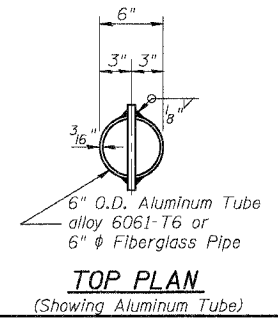 6"
3" 3"
1/8"
3/16"
6" O.D. Aluminum Tube
alloy 6061-T6 or
6" ϕ Fiberglass Pipe
TOP PLAN
(Showing Aluminum Tube)